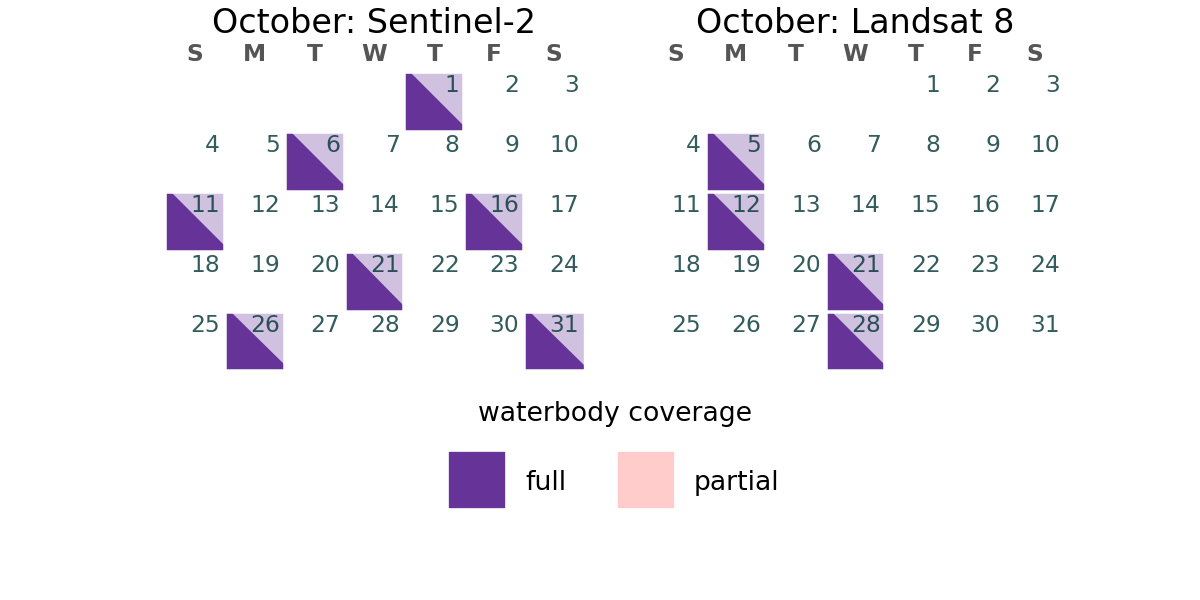 October: Sentinel-2
S M T W T F S
1 2 3
4 5 6 7 8 9 10
11 12 13 14 15 16 17
18 19 20 21 22 23 24
25 26 27 28 29 30 31
October: Landsat 8
S M T W T F S
1 2 3
4 5 6 7 8 9 10
11 12 13 14 15 16 17
18 19 20 21 22 23 24
25 26 27 28 29 30 31
waterbody coverage
full partial